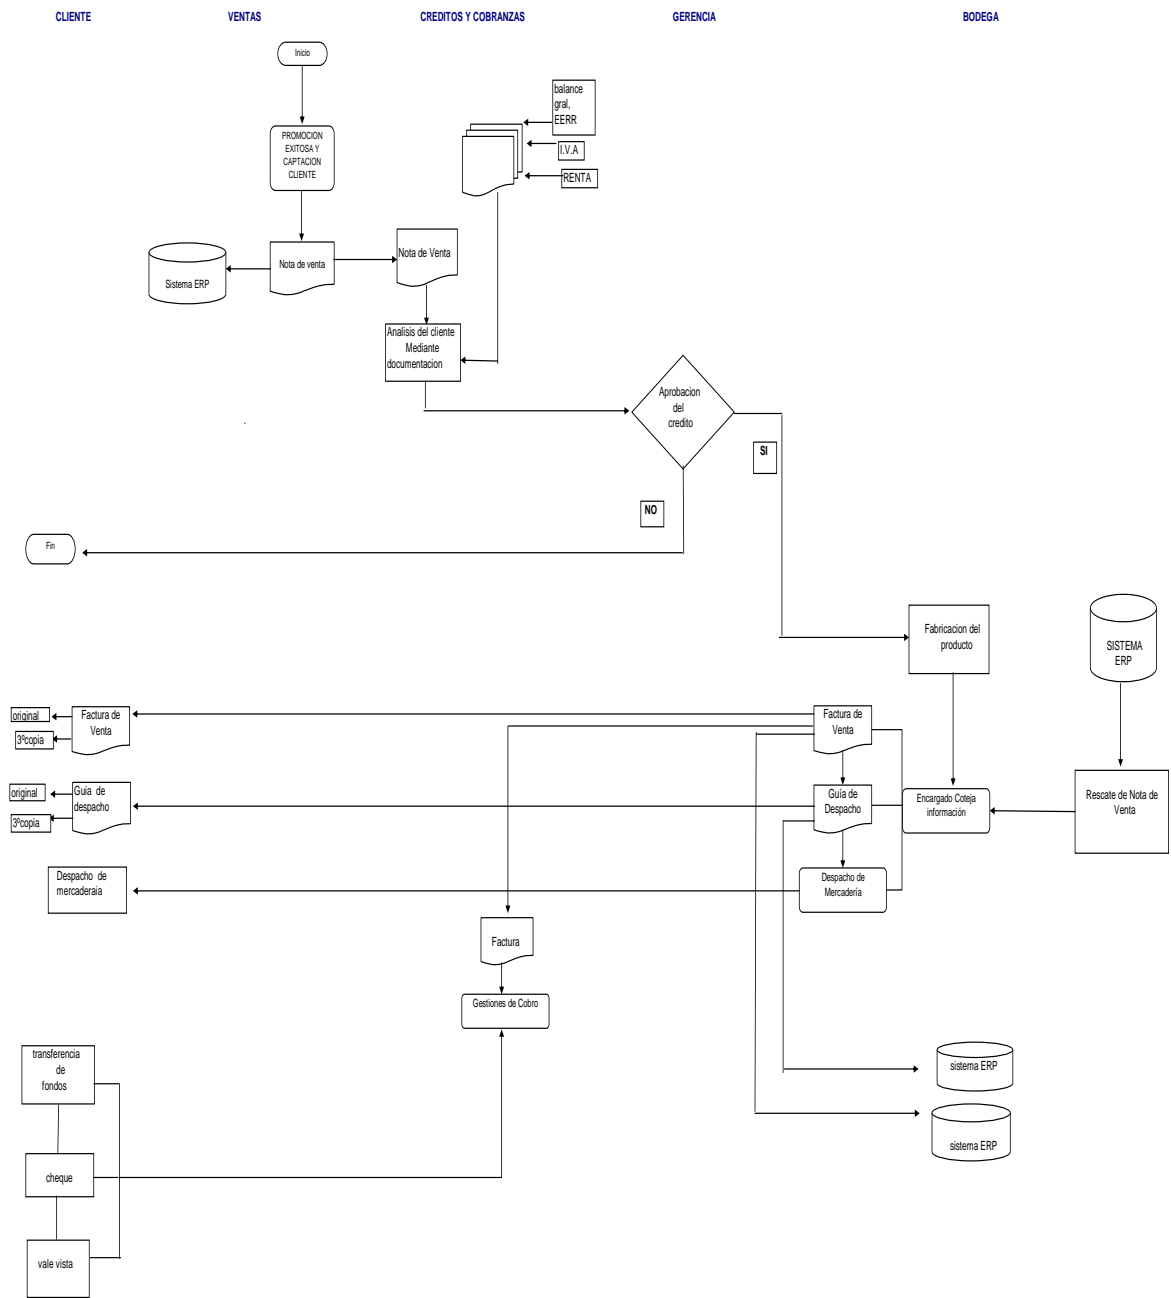 CLIENTE
VENTAS
CREDITOS Y COBRANZAS
GERENCIA
BODEGA
Inicio
balance
gral,
EERR
PROMOCION
EXITOSA Y
CAPTACION
CLIENTE
I.V.A
RENTA
Nota de Venta
Nota de venta
Sistema ERP
Analisis del cliente
Mediante
documentacion
Aprobacion
del
credito
SI
NO
Fin
Fabricacion del
producto
SISTEMA
ERP
original
3ºcopia
Factura de
Venta
Factura de
Venta
original
3ºcopia
Guia de
despacho
Guía de
Despacho
Encargado Coteja
información
Rescate de Nota de
Venta
Despacho de
mercaderaia
Despacho de
Mercadería
Factura
Gestiones de Cobro
transferencia
de
fondos
sistema ERP
sistema ERP
cheque
vale vista